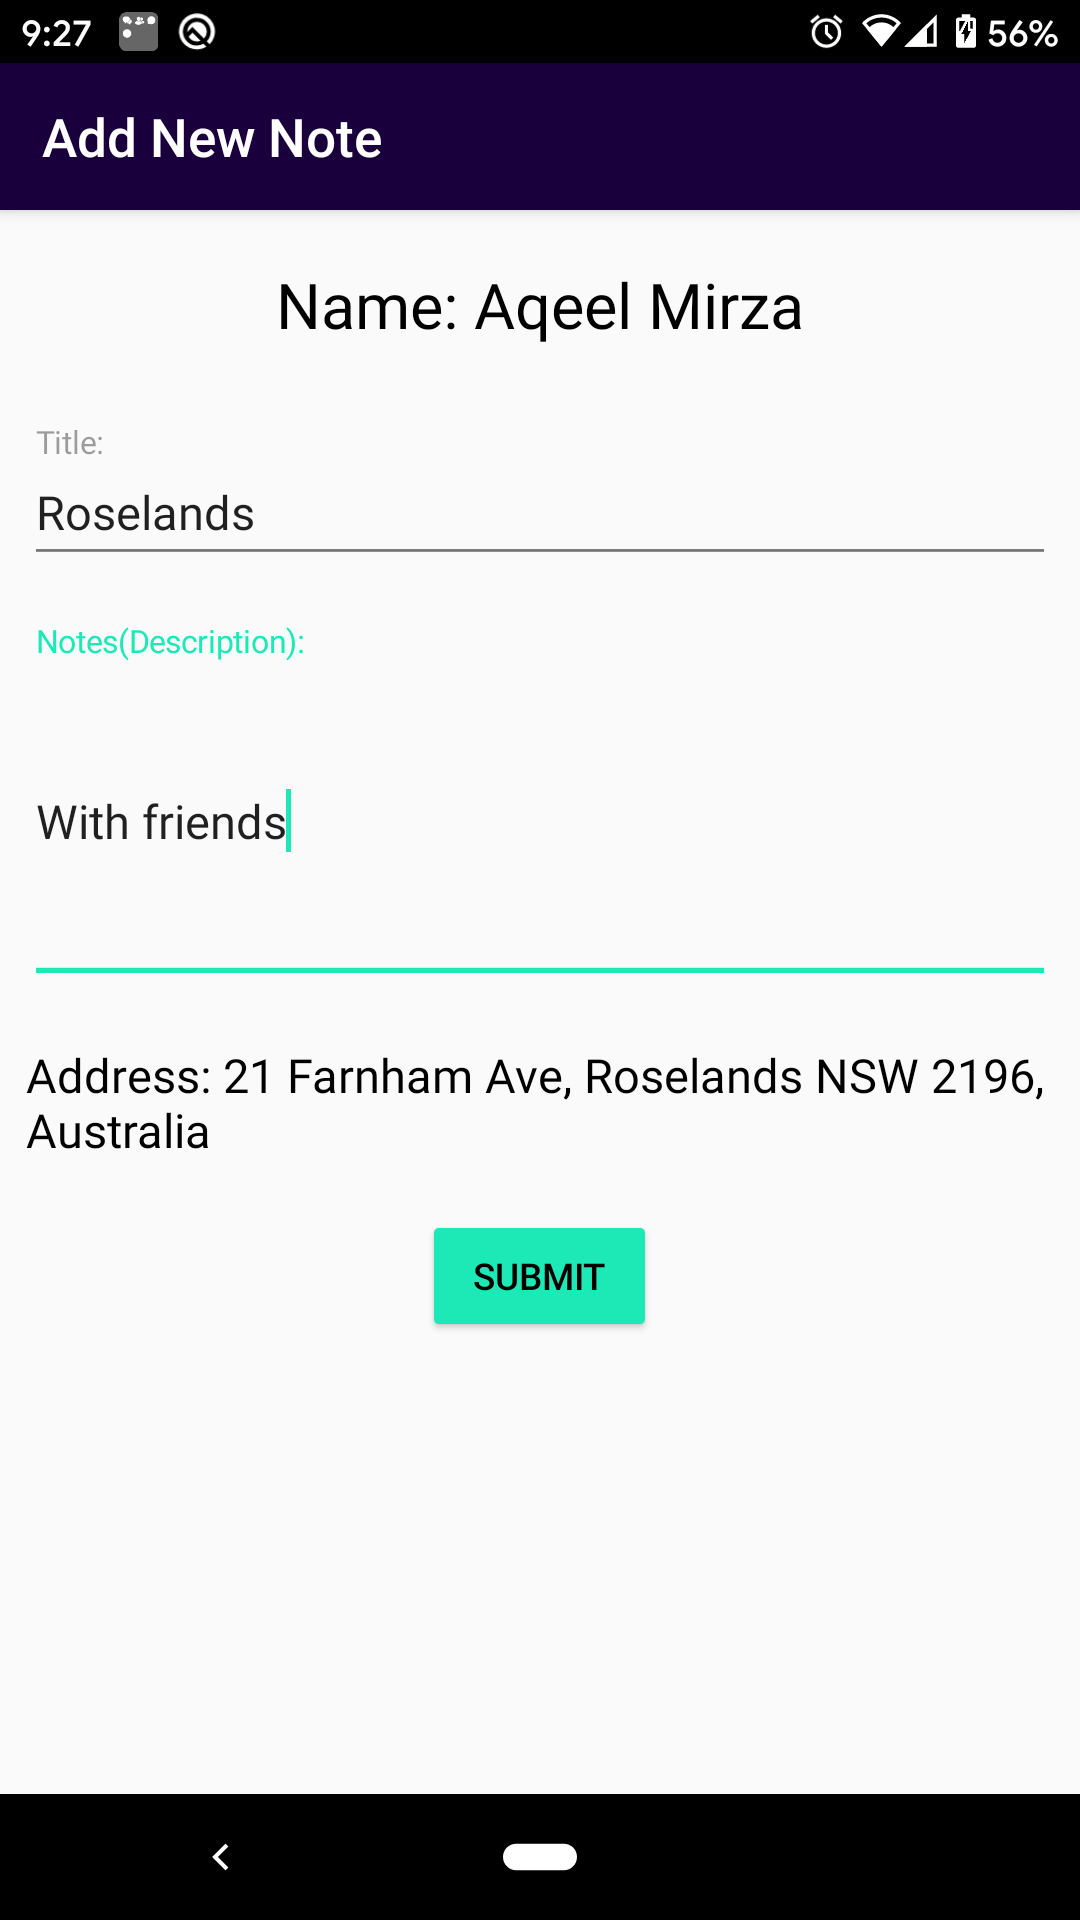 9:27 56%
Add New Note
Name: Aqeel Mirza
Title:
Roselands
Notes(Description):
With friends
Address: 21 Farnham Ave, Roselands NSW 2196,
Australia
SUBMIT